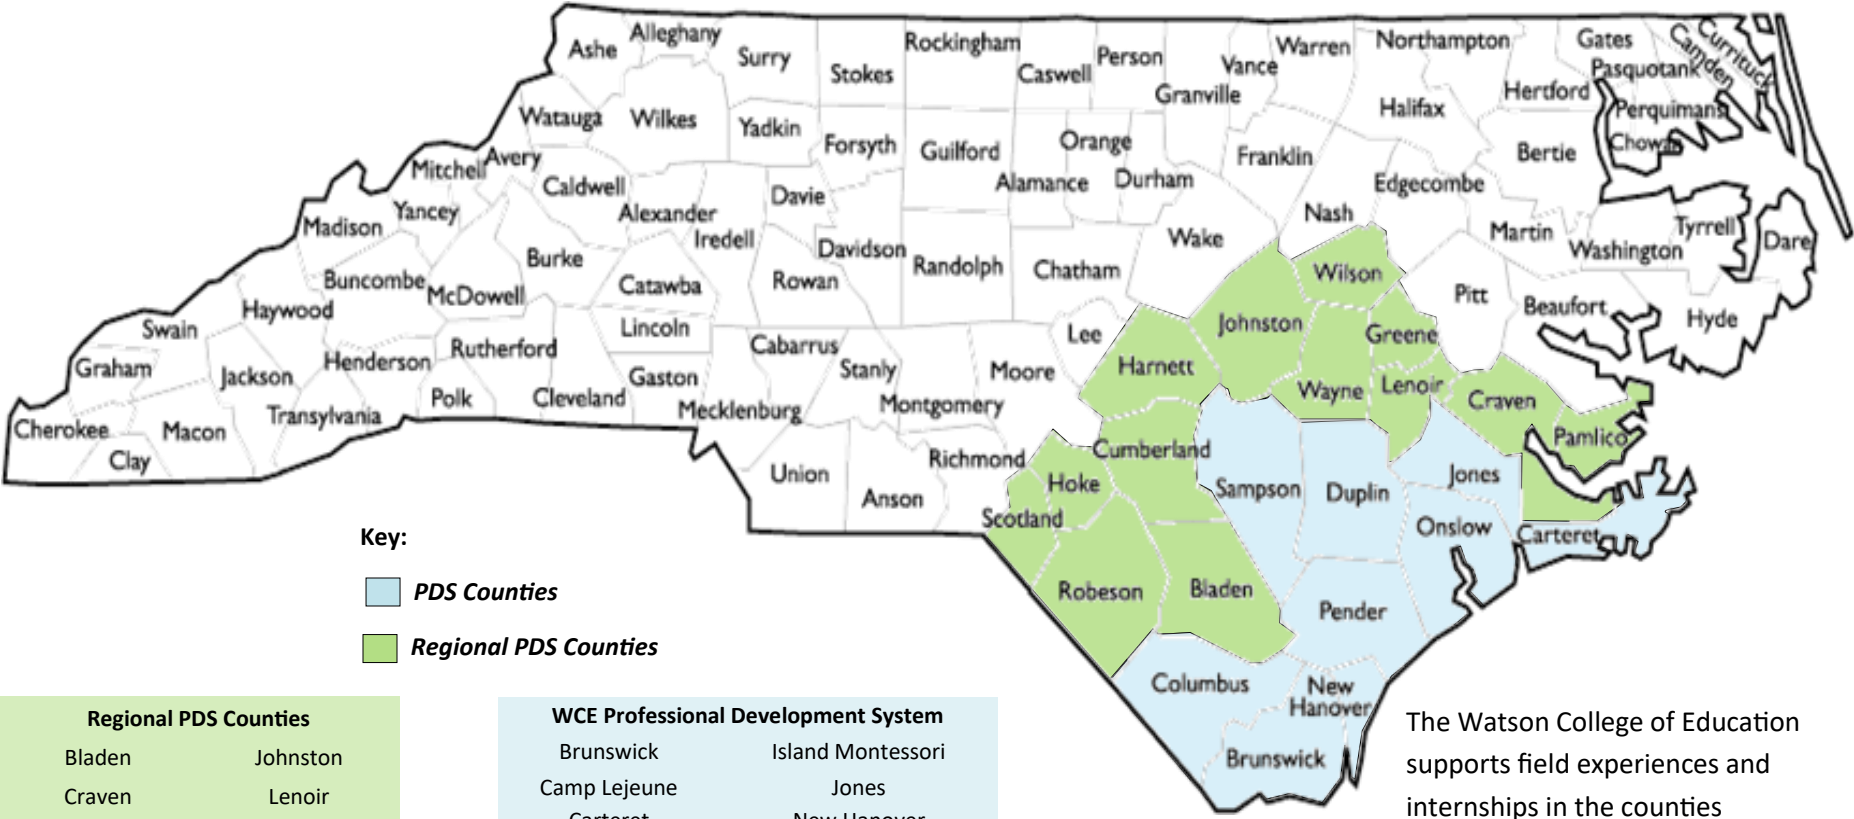 Ashe
Alleghany
Surry
Stokes
Rockingham
Caswell
Person
Granville
Vance
Warren
Northampton
Gates
Pasquotank
Camden
Currituck
Hertford
Perquimans
Halifax
Chowan
Watauga
Wilkes
Yadkin
Forsyth
Guilford
Orange
Alamance
Durham
Franklin
Bertie
Mitchell
Avery
Caldwell
Alexander
Davie
Edgecombe
Nash
Martin
Washington
Tyrrell
Dare
Madison
Yancey
Burke
Iredell
Davidson
Rowan
Randolph
Chatham
Wake
Wilson
Buncombe
McDowell
Catawba
Pitt
Beaufort
Hyde
Haywood
Swain
Lincoln
Cabarrus
Lee
Johnston
Greene
Graham
Jackson
Henderson
Rutherford
Stanly
Moore
Harnett
Wayne
Lenoir
Craven
Gaston
Cleveland
Polk
Mecklenburg
Montgomery
Transylvania
Cherokee
Macon
Clay
Cumberland
Pamlico
Richmond
Union
Anson
Hoke
Sampson
Duplin
Jones
Scotland
Onslow
Carteret
Robeson
Bladen
Pender
Columbus
New
Hanover
Brunswick
Key:
PDS Counties
Regional PDS Counties
Regional PDS Counties
Bladen Johnston
Craven Lenoir
WCE Professional Development System
Brunswick Island Montessori
Camp Lejeune Jones
Carteret New Hanover
The Watson College of Education
supports field experiences and
internships in the counties